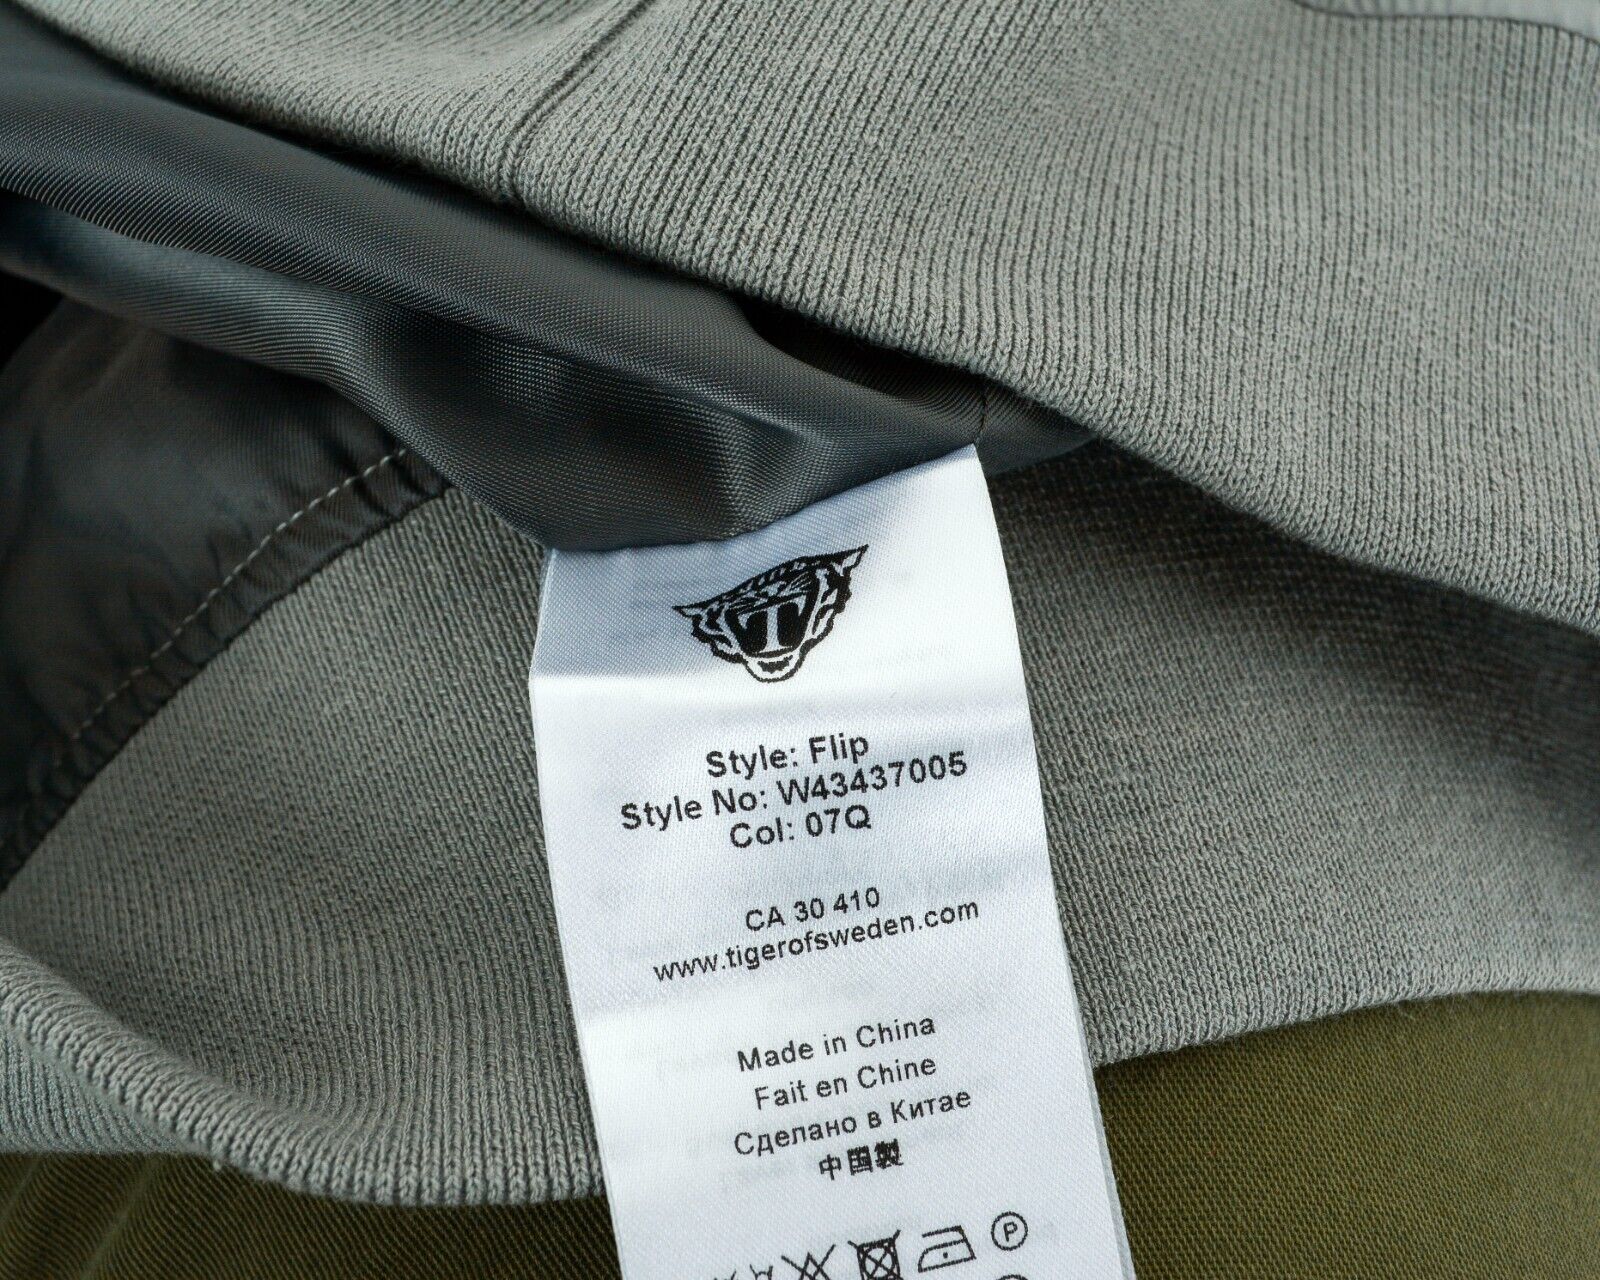 T
Style: Flip
Style No: W43437005
Col: 07Q
CA 30 410
www.tigerofsweden.com
Made in China
Fait en Chine
Сделано в Китае
中国製
P